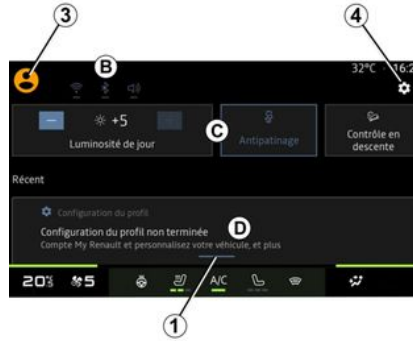 3
4
B
32°C 16:2
− ☼ +5 +
C
Luminosité de jour
Antipatinage
Contrôle en
descente
Récent
Configuration du profil
Configuration du profil non terminée
D
Compte My Renault et personnalisez votre véhicule, et plus
20°5 5 A/C
1